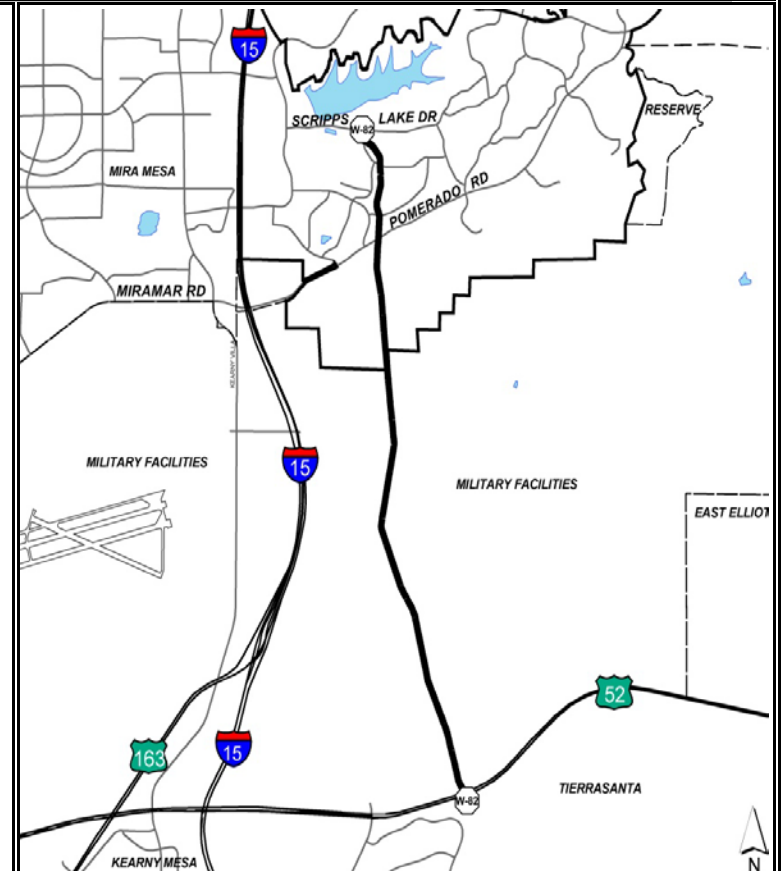 15
SCRIPPS LAKE DR
W-82
RESERVE
MIRA MESA
POMERADO RD
MIRAMAR RD
KEARNY VILLA
15
MILITARY FACILITIES
MILITARY FACILITIES
EAST ELLIOT
52
163
15
W-82
TIERRASANTA
KEARNY MESA
N